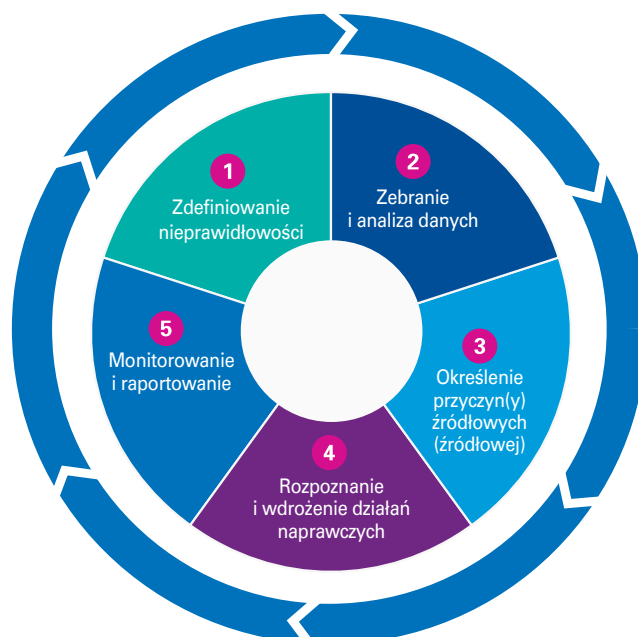 1
Zdefiniowanie
nieprawidłowości
2
Zebranie
i analiza danych
3
Określenie
przyczyn(y)
źródłowych
(źródłowej)
4
Rozpoznanie
i wdrożenie działań
naprawczych
5
Monitorowanie
i raportowanie